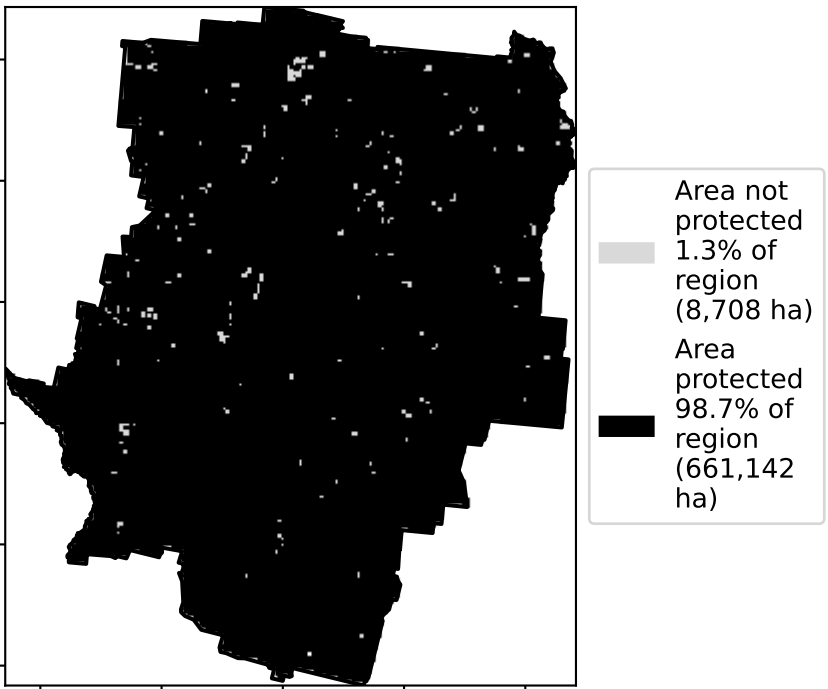 Area not
protected
1.3% of
region
(8,708 ha)
Area
protected
98.7% of
region
(661,142
ha)